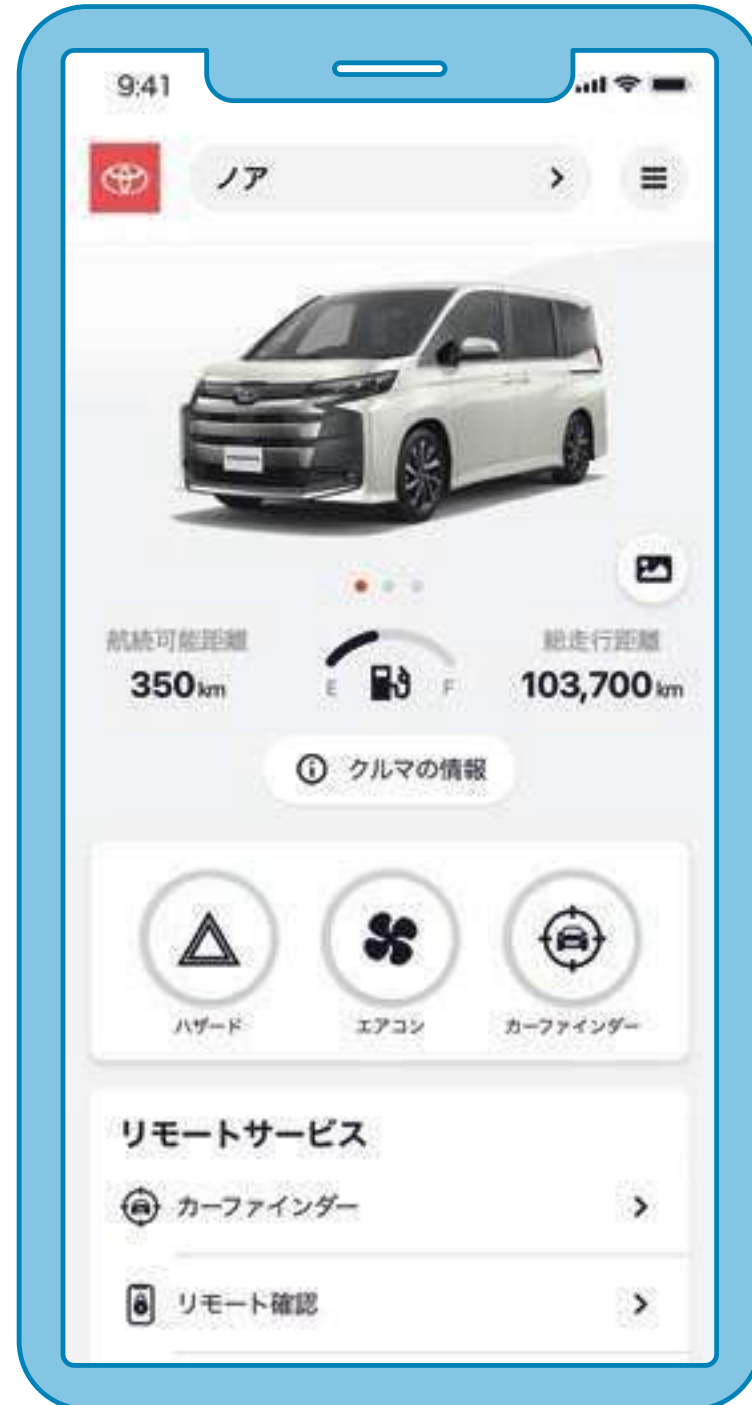 9:41
ノア
航続可能距離
総走行距離
350km
E
F
103,700km
クルマの情報
ハザード
エアコン
カーファインダー
リモートサービス
カーファインダー
リモート確認